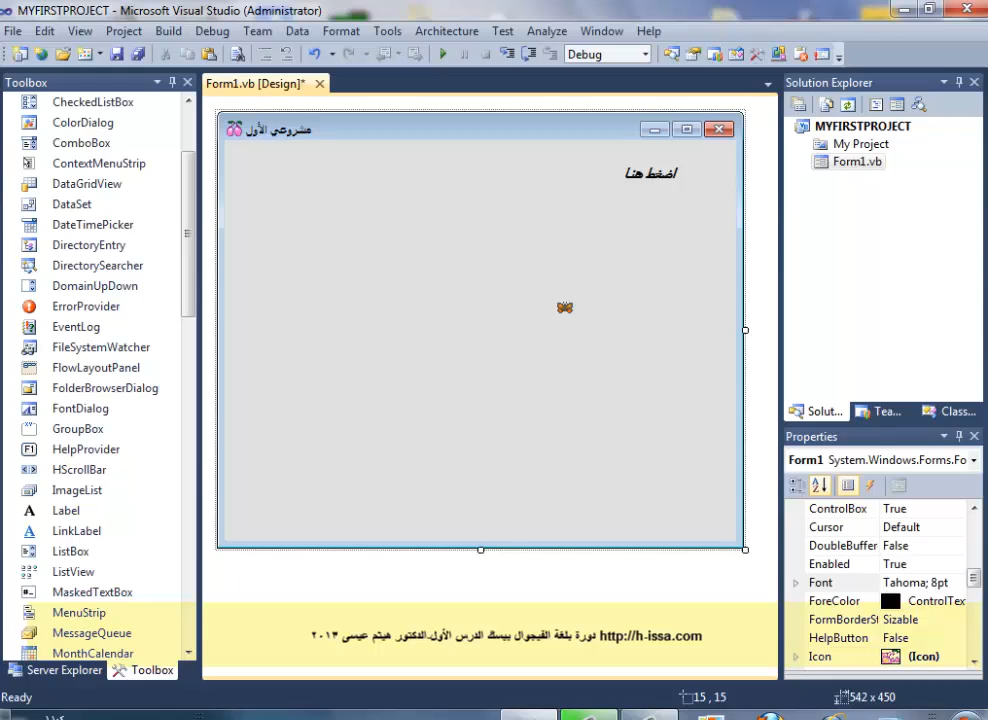 MYFIRSTPROJECT - Microsoft Visual Studio (Administrator)
File Edit View Project Build Debug Team Data Format Tools Architecture Test Analyze Window Help
Debug
Toolbox
Form1.vb [Design]*
Solution Explorer
CheckedListBox
ColorDialog
ComboBox
ContextMenuStrip
DataGridView
DataSet
DateTimePicker
DirectoryEntry
DirectorySearcher
DomainUpDown
ErrorProvider
EventLog
FileSystemWatcher
FlowLayoutPanel
FolderBrowserDialog
FontDialog
GroupBox
HelpProvider
HScrollBar
ImageList
Label
LinkLabel
ListBox
ListView
MaskedTextBox
MenuStrip
MessageQueue
MonthCalendar
Server Explorer Toolbox
مشروعي الأول
اضغط هنا
دورة بلغة الفيجوال بيسك الدرس الأول.الدكتور هيثم عيسى ٢٠١٣ http://h-issa.com
MYFIRSTPROJECT
My Project
Form1.vb
Solut... Tea... Class...
Properties
Form1 System.Windows.Forms.Fo
ControlBox True
Cursor Default
DoubleBuffer False
Enabled True
Font Tahoma; 8pt
ForeColor ControlTex
FormBorderSt Sizable
HelpButton False
Icon (Icon)
Ready 15 , 15 542 x 450